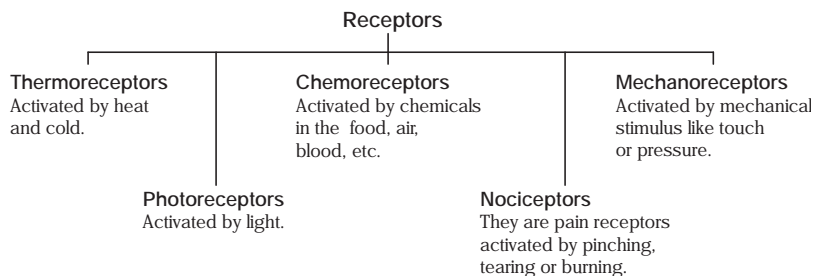 Receptors
Thermoreceptors
Activated by heat
and cold.
Chemoreceptors
Activated by chemicals
in the food, air,
blood, etc.
Mechanoreceptors
Activated by mechanical
stimulus like touch
or pressure.
Photoreceptors
Activated by light.
Nociceptors
They are pain receptors
activated by pinching,
tearing or burning.